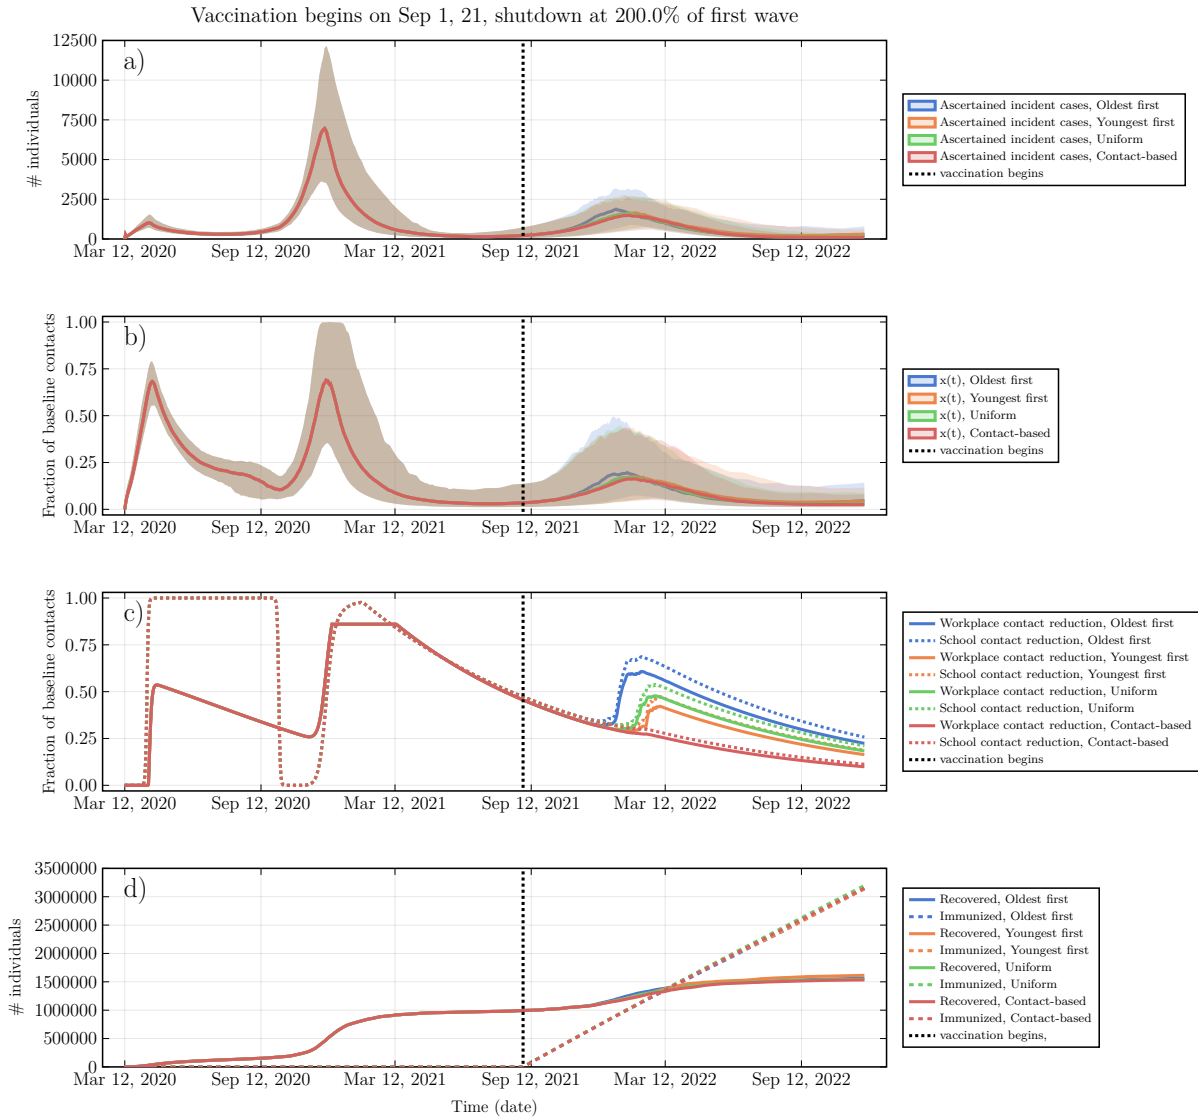 Vaccination begins on Sep 1, 21, shutdown at 200.0% of first wave
a)
# individuals
12500
10000
7500
5000
2500
0
Mar 12, 2020
Sep 12, 2020
Mar 12, 2021
Sep 12, 2021
Mar 12, 2022
Sep 12, 2022
Ascertained incident cases, Oldest first
Ascertained incident cases, Youngest first
Ascertained incident cases, Uniform
Ascertained incident cases, Contact-based
vaccination begins
b)
Fraction of baseline contacts
1.00
0.75
0.50
0.25
0.00
Mar 12, 2020
Sep 12, 2020
Mar 12, 2021
Sep 12, 2021
Mar 12, 2022
Sep 12, 2022
x(t), Oldest first
x(t), Youngest first
x(t), Uniform
x(t), Contact-based
vaccination begins
c)
Fraction of baseline contacts
1.00
0.75
0.50
0.25
0.00
Mar 12, 2020
Sep 12, 2020
Mar 12, 2021
Sep 12, 2021
Mar 12, 2022
Sep 12, 2022
Workplace contact reduction, Oldest first
School contact reduction, Oldest first
Workplace contact reduction, Youngest first
School contact reduction, Youngest first
Workplace contact reduction, Uniform
School contact reduction, Uniform
Workplace contact reduction, Contact-based
School contact reduction, Contact-based
vaccination begins
d)
# individuals
3500000
3000000
2500000
2000000
1500000
1000000
500000
0
Mar 12, 2020
Sep 12, 2020
Mar 12, 2021
Sep 12, 2021
Mar 12, 2022
Sep 12, 2022
Time (date)
Recovered, Oldest first
Immunized, Oldest first
Recovered, Youngest first
Immunized, Youngest first
Recovered, Uniform
Immunized, Uniform
Recovered, Contact-based
Immunized, Contact-based
vaccination begins,